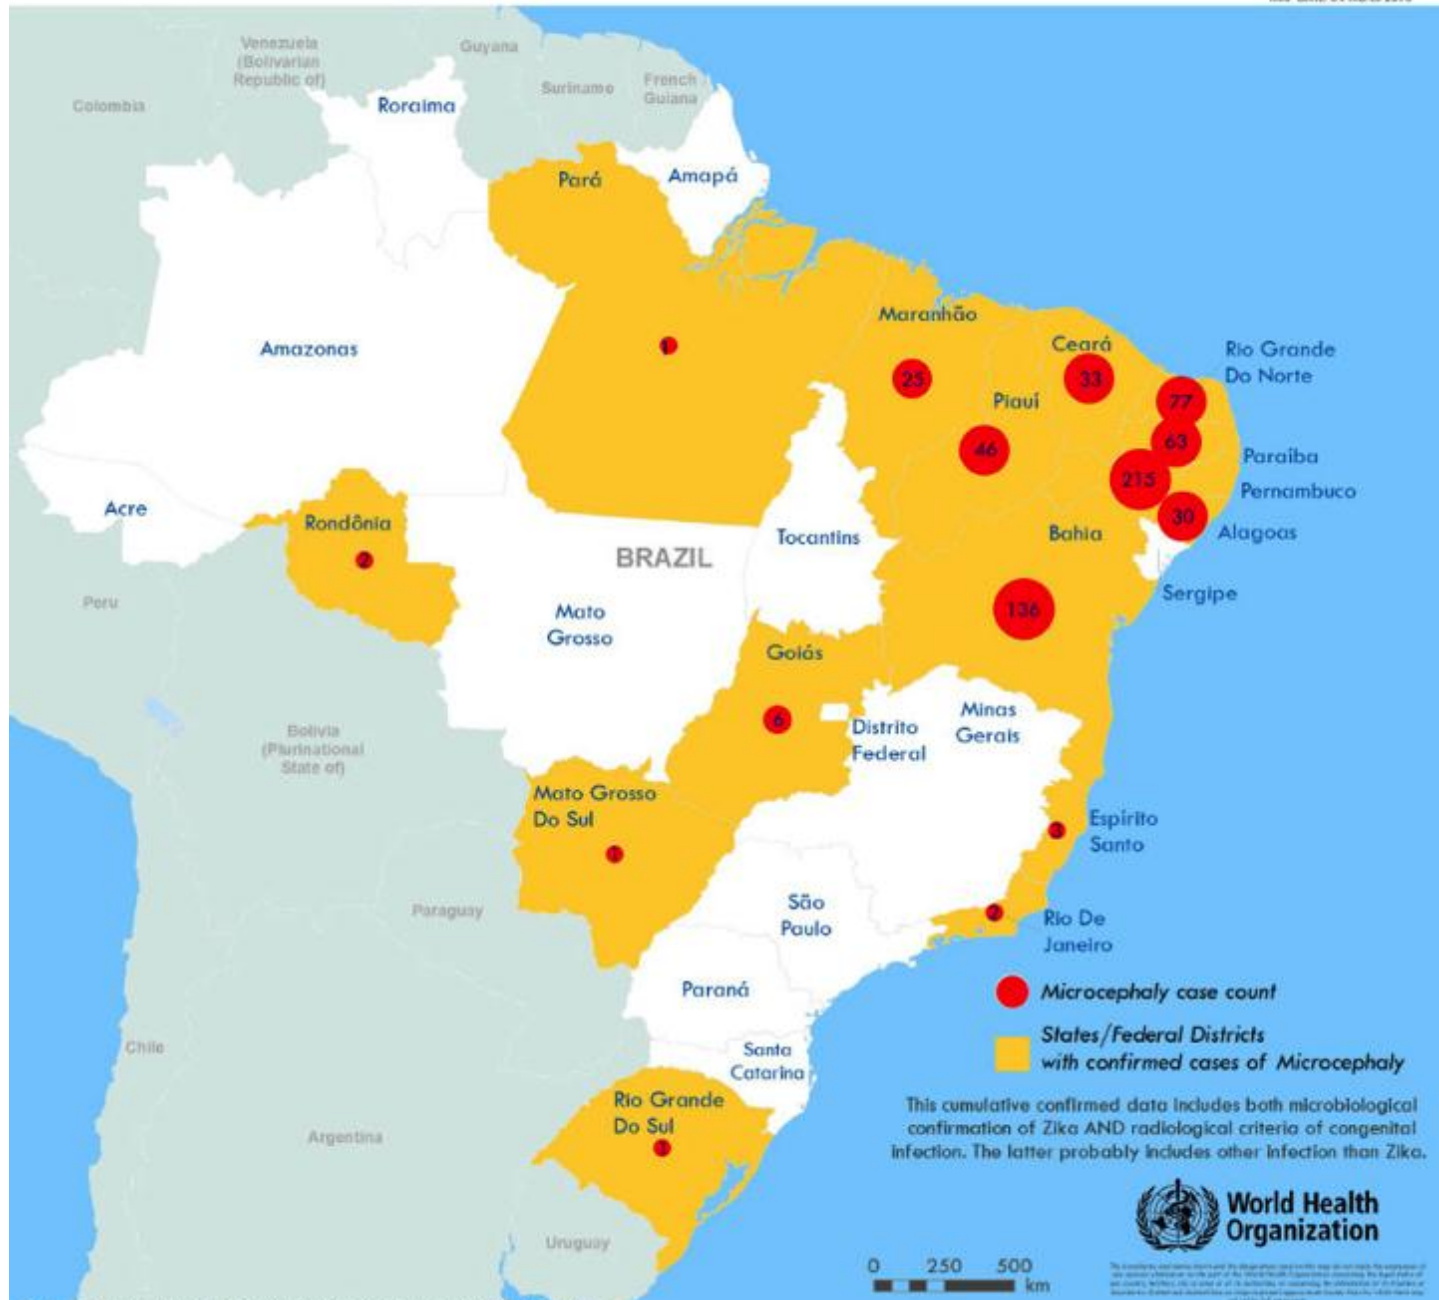 Venezuela
(Bolivarian
Republic of)
Guyana
Suriname
French
Guiana
Colombia
Roraima
Pará
Amapá
Amazonas
1
Maranhão
25
Ceará
33
Rio Grande
Do Norte
Piauí
46
63
215
Paraíba
Pernambuco
30
Alagoas
Acre
Rondônia
2
BRAZIL
Tocantins
Bahia
Sergipe
Peru
Mato
Grosso
136
Goiás
6
Distrito
Federal
Minas
Gerais
Bolivia
(Plurinational
State of)
Mato Grosso
Do Sul
1
3
Espírito
Santo
Paraguay
São
Paulo
2
Rio De
Janeiro
Paraná
Microcephaly case count
States/Federal Districts
with confirmed cases of Microcephaly
Chile
Santa
Catarina
Rio Grande
Do Sul
This cumulative confirmed data includes both microbiological
confirmation of Zika AND radiological criteria of congenital
infection. The latter probably includes other infection than Zika.
Argentina
Uruguay
World Health
Organization
0 250 500
km